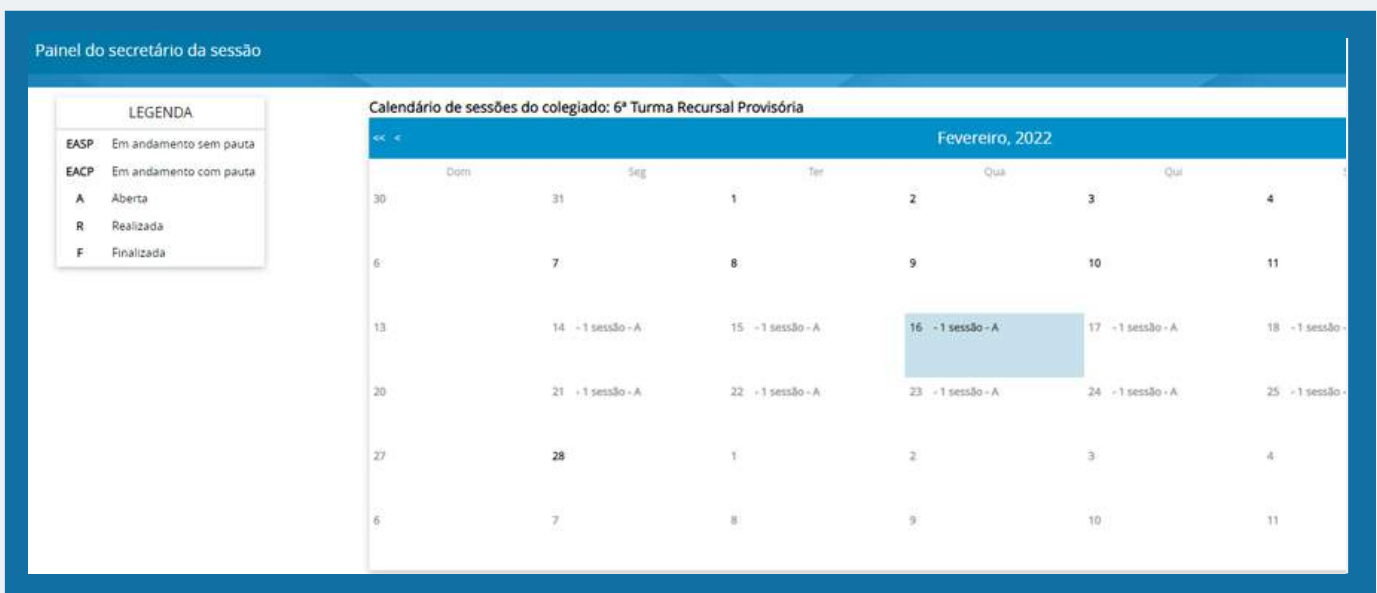 Painel do secretário da sessão
LEGENDA
EASP Em andamento sem pauta
EACP Em andamento com pauta
A Aberta
R Realizada
F Finalizada
Calendário de sessões do colegiado: 6ª Turma Recursal Provisória
<< < Fevereiro, 2022
Dom Seg Ter Qua Qui
30 31 1 2 3 4
6 7 8 9 10 11
13 14 - 1 sessão - A 15 - 1 sessão - A 16 - 1 sessão - A 17 - 1 sessão - A 18 - 1 sessão -
20 21 - 1 sessão - A 22 - 1 sessão - A 23 - 1 sessão - A 24 - 1 sessão - A 25 - 1 sessão -
27 28 1 2 3 4
6 7 8 9 10 11